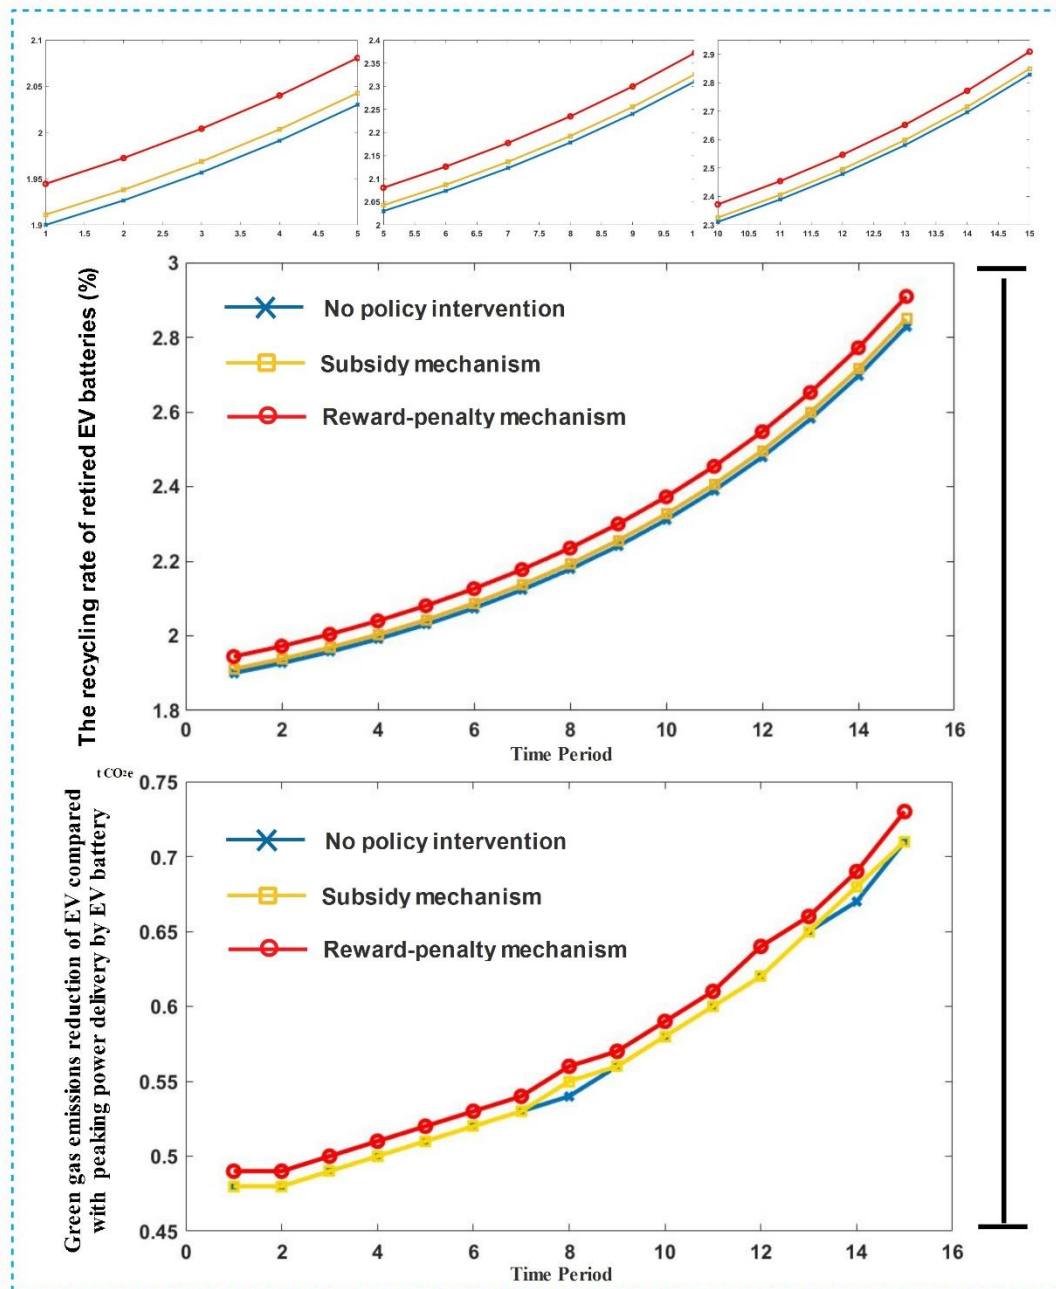 2.1
2.05
2
1.95
1.9
1 1.5 2 2.5 3 3.5 4 4.5 5
2.4
2.35
2.3
2.25
2.2
2.15
2.1
2.05
2
5 5.5 6 6.5 7 7.5 8 8.5 9 9.5 1
2.9
2.8
2.7
2.6
2.5
2.4
2.3
10 10.5 11 11.5 12 12.5 13 13.5 14 14.5 15
The recycling rate of retired EV batteries (%)
3
2.8
2.6
2.4
2.2
2
1.8
No policy intervention
Subsidy mechanism
Reward-penalty mechanism
0 2 4 6 8 10 12 14 16
Time Period
t CO2e
Green gas emissions reduction of EV compared
with peaking power delivery by EV battery
0.75
0.7
0.65
0.6
0.55
0.5
0.45
No policy intervention
Subsidy mechanism
Reward-penalty mechanism
0 2 4 6 8 10 12 14 16
Time Period